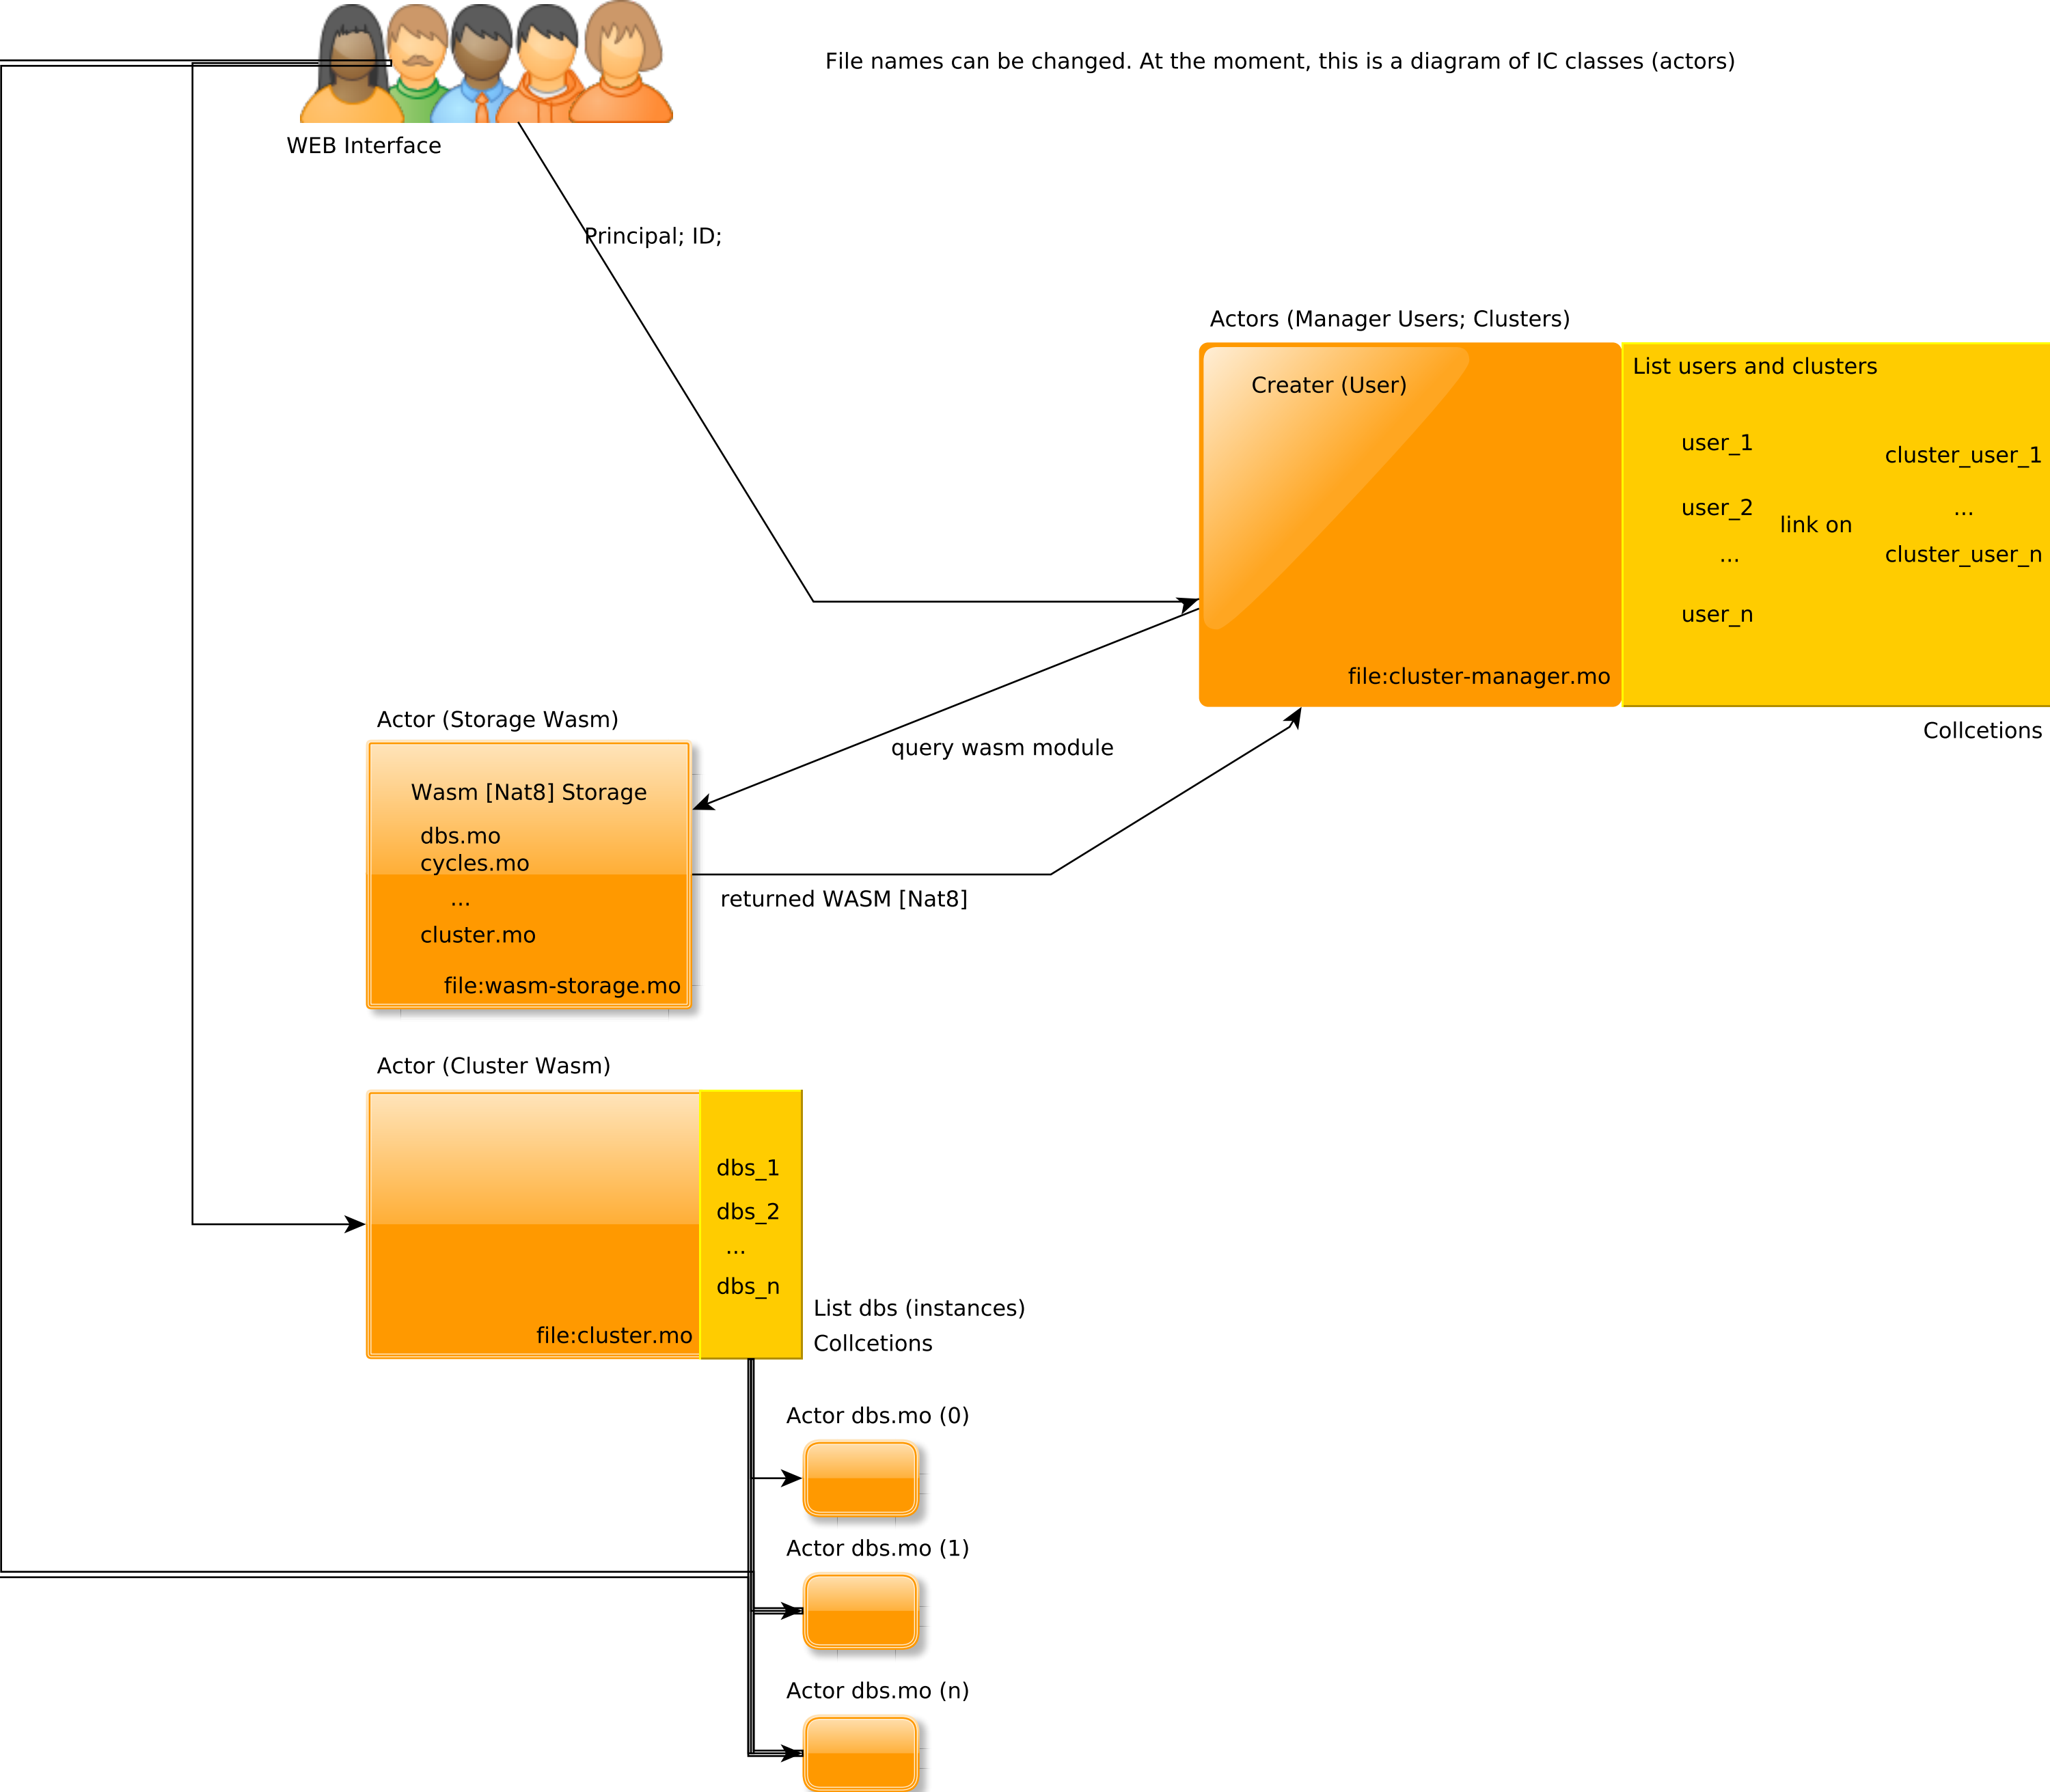 File names can be changed. At the moment, this is a diagram of IC classes (actors)
WEB Interface
Principal; ID;
Actors (Manager Users; Clusters)
Creater (User)
file:cluster-manager.mo
List users and clusters
user_1
cluster_user_1
user_2
...
link on
...
cluster_user_n
user_n
Collcetions
query wasm module
Actor (Storage Wasm)
Wasm [Nat8] Storage
dbs.mo
cycles.mo
...
cluster.mo
file:wasm-storage.mo
returned WASM [Nat8]
Actor (Cluster Wasm)
dbs_1
dbs_2
...
dbs_n
file:cluster.mo
List dbs (instances)
Collcetions
Actor dbs.mo (0)
Actor dbs.mo (1)
Actor dbs.mo (n)